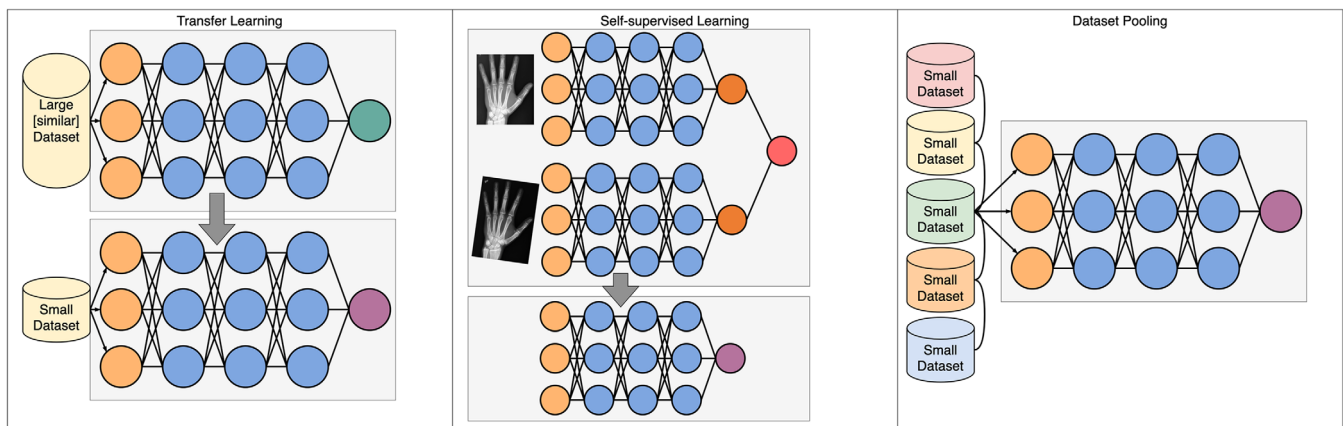 Transfer Learning
Large
[similar]
Dataset
Small
Dataset
Self-supervised Learning
Dataset Pooling
Small
Dataset
Small
Dataset
Small
Dataset
Small
Dataset
Small
Dataset